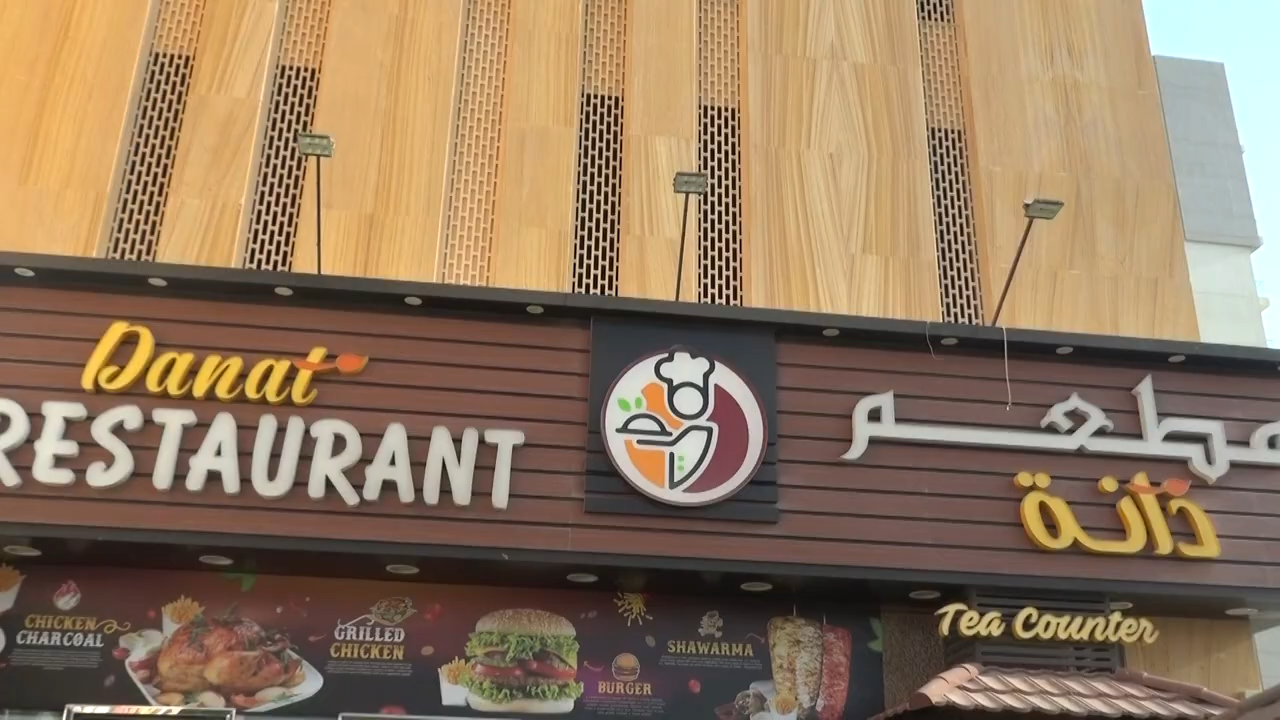 Danat
RESTAURANT
مطعم
دانة
Tea Counter
CHICKEN
CHARCOAL
GRILLED
CHICKEN
BURGER
SHAWARMA